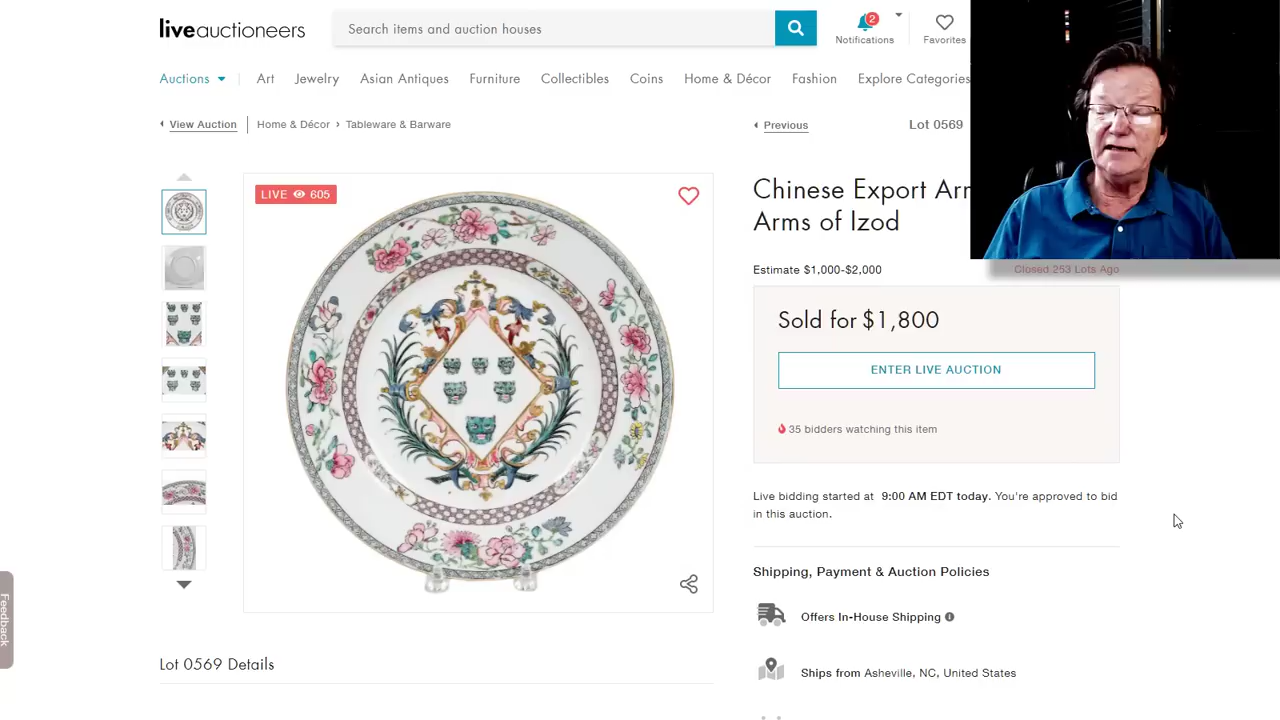 liveauctioneers
Search items and auction houses
2
Notifications
Favorites
Auctions
Art
Jewelry
Asian Antiques
Furniture
Collectibles
Coins
Home & Décor
Fashion
Explore Categories
View Auction
Home & Décor › Tableware & Barware
Previous
Lot 0569
LIVE 605
Chinese Export Arm
Arms of Izod
Estimate $1,000-$2,000
Closed 253 Lots Ago
Sold for $1,800
ENTER LIVE AUCTION
35 bidders watching this item
Live bidding started at 9:00 AM EDT today. You're approved to bid
in this auction.
Shipping, Payment & Auction Policies
Offers In-House Shipping
Ships from Asheville, NC, United States
Lot 0569 Details
Feedback